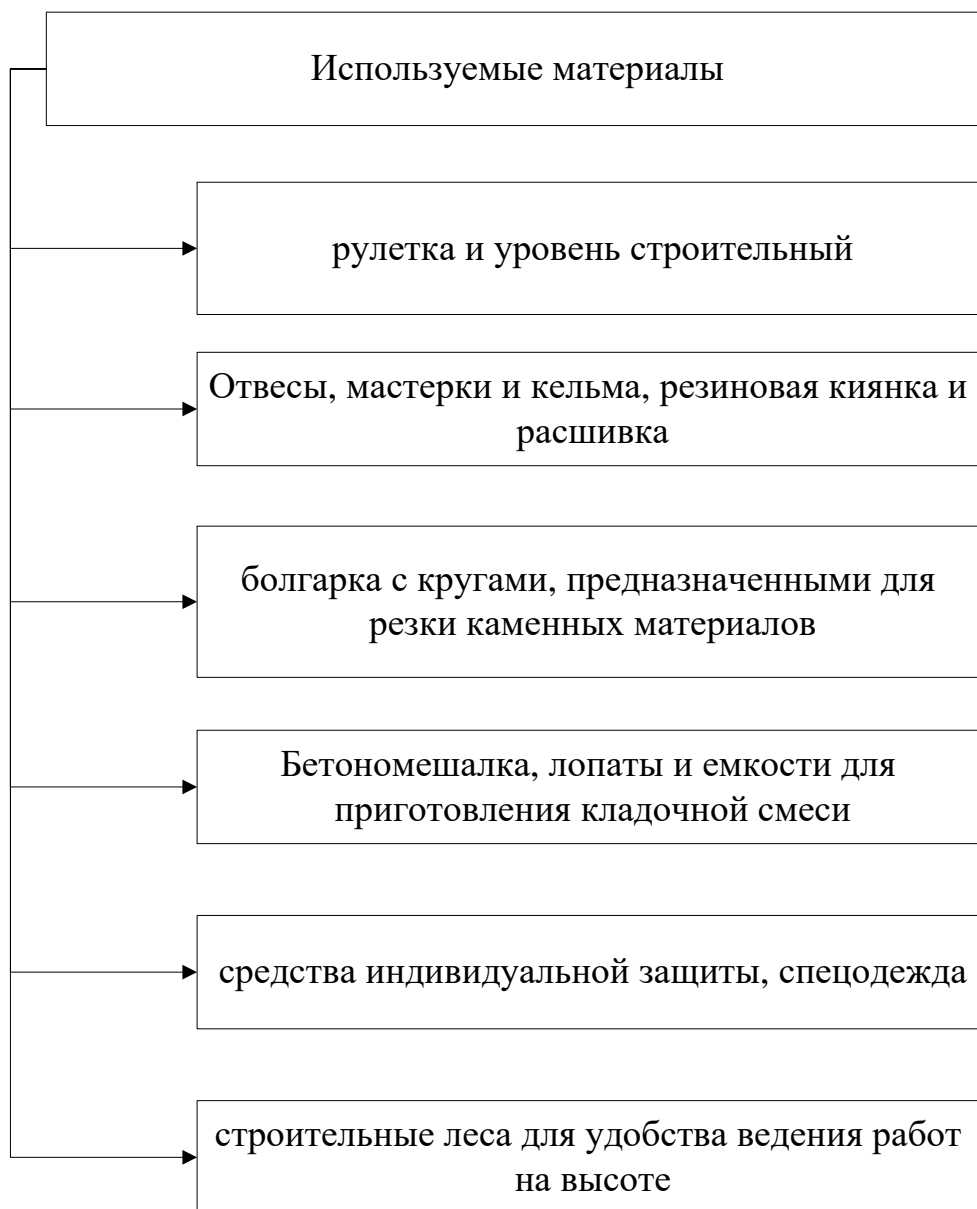 Используемые материалы
рулетка и уровень строительный
Отвесы, мастерки и кельма, резиновая киянка и
расшивка
болгарка с кругами, предназначенными для
резки каменных материалов
Бетономешалка, лопаты и емкости для
приготовления кладочной смеси
средства индивидуальной защиты, спецодежда
строительные леса для удобства ведения работ
на высоте